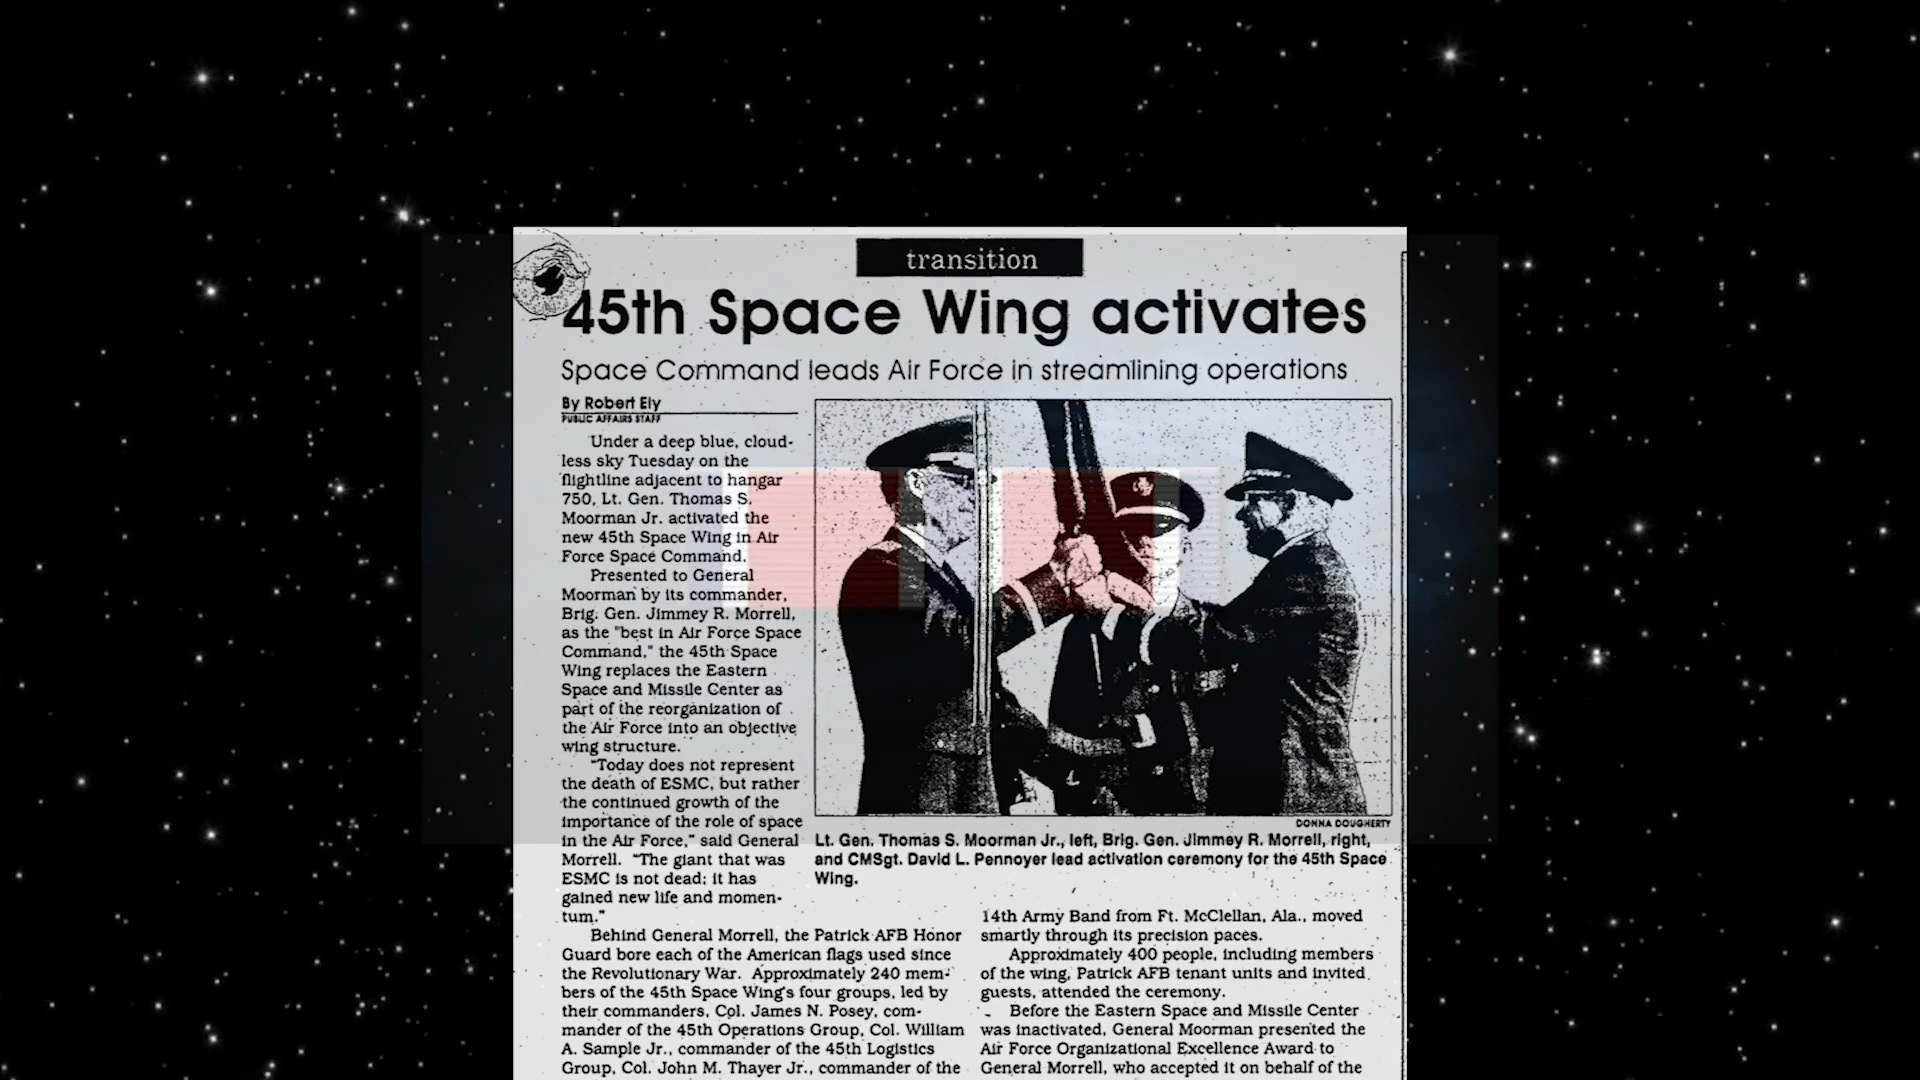 transition
45th Space Wing activates
Space Command leads Air Force in streamlining operations
By Robert Ely
PUBLIC AFFAIRS STAFF
Under a deep blue, cloud-
less sky Tuesday on the
flightline adjacent to hangar
750, Lt. Gen. Thomas S.
Moorman Jr. activated the
new 45th Space Wing in Air
Force Space Command.
Presented to General
Moorman by its commander,
Brig. Gen. Jimmey R. Morrell,
as the "best in Air Force Space
Command," the 45th Space
Wing replaces the Eastern
Space and Missile Center as
part of the reorganization of
the Air Force into an objective
wing structure.
"Today does not represent
the death of ESMC, but rather
the continued growth of the
importance of the role of space
in the Air Force," said General
Morrell. "The giant that was
ESMC is not dead; it has
gained new life and momen-
tum."
DONNA DOUGHERTY
Lt. Gen. Thomas S. Moorman Jr., left, Brig. Gen. Jimmey R. Morrell, right,
and CMSgt. David L. Pennoyer lead activation ceremony for the 45th Space
Wing.
Behind General Morrell, the Patrick AFB Honor
Guard bore each of the American flags used since
the Revolutionary War. Approximately 240 mem-
bers of the 45th Space Wing's four groups, led by
their commanders, Col. James N. Posey, com-
mander of the 45th Operations Group, Col. William
A. Sample Jr., commander of the 45th Logistics
Group, Col. John M. Thayer Jr., commander of the
14th Army Band from Ft. McClellan, Ala., moved
smartly through its precision paces.
Approximately 400 people, including members
of the wing, Patrick AFB tenant units and invited
guests, attended the ceremony.
Before the Eastern Space and Missile Center
was inactivated, General Moorman presented the
Air Force Organizational Excellence Award to
General Morrell, who accepted it on behalf of the